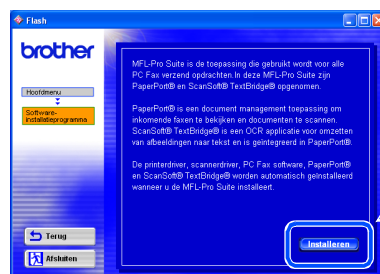 Flash
brother
Hoofdmenu
Software-
installatieprogramma
MFL-Pro Suite is de toepassing die gebruikt wordt voor alle
PC Fax verzend opdrachten.In deze MFL-Pro Suite zijn
PaperPort® en ScanSoft® TextBridge® opgenomen.
PaperPort® is een document management toepassing om
inkomende faxen te bekijken en documenten te scannen.
ScanSoft® TextBridge® is een OCR applicatie voor omzetten
van afbeeldingen naar tekst en is geintegreerd in PaperPort®.
De printerdriver, scannerdriver, PC Fax software, PaperPort®
en ScanSoft® TextBridge® worden automatisch geinstalleerd
wanneer u de MFL-Pro Suite installeert.
Terug
Afsluiten
Installeren